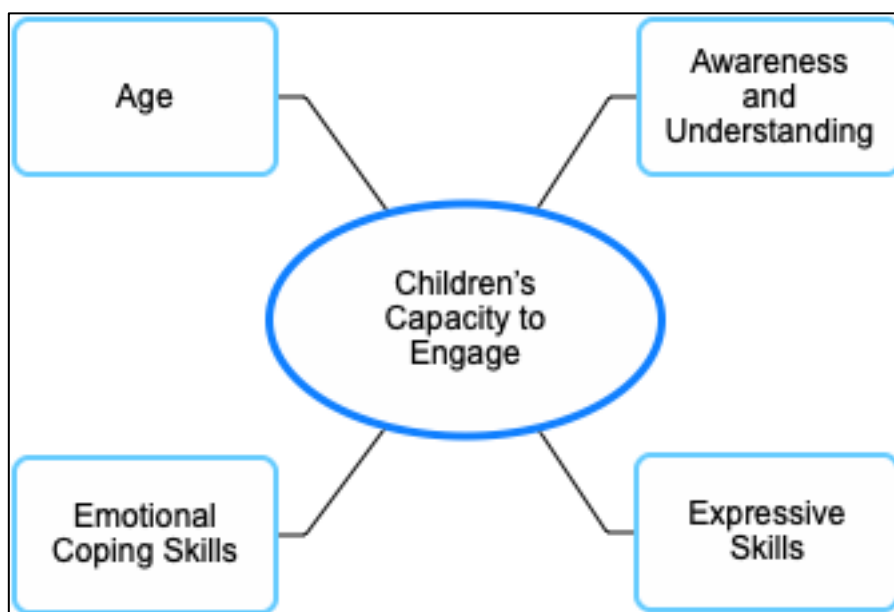 Age
Awareness
and
Understanding
Children’s
Capacity to
Engage
Emotional
Coping Skills
Expressive
Skills